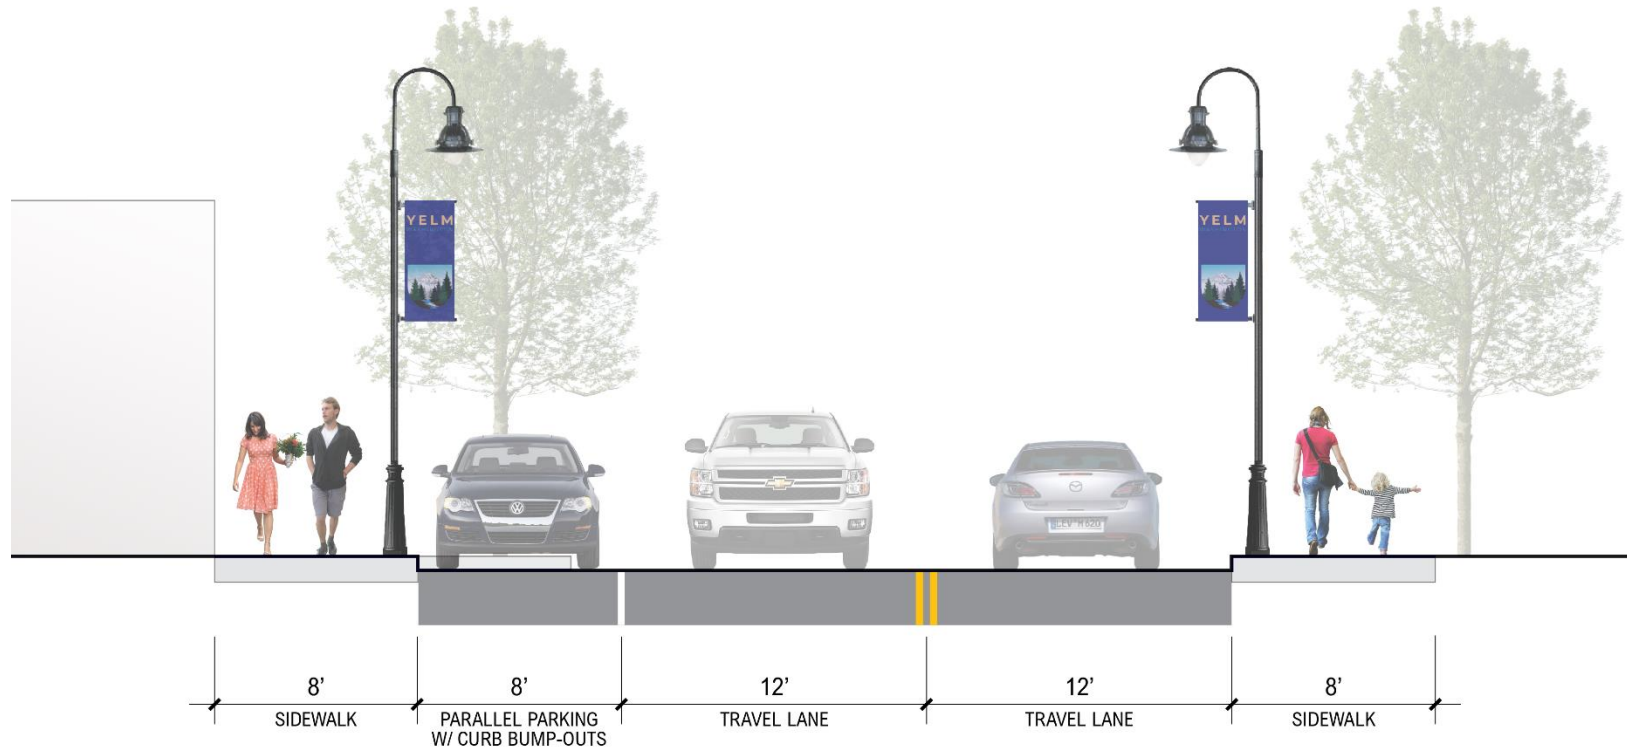 YELM
YELM
8’
8’
12’
12’
8’
SIDEWALK
PARALLEL PARKING
W/ CURB BUMP-OUTS
TRAVEL LANE
TRAVEL LANE
SIDEWALK